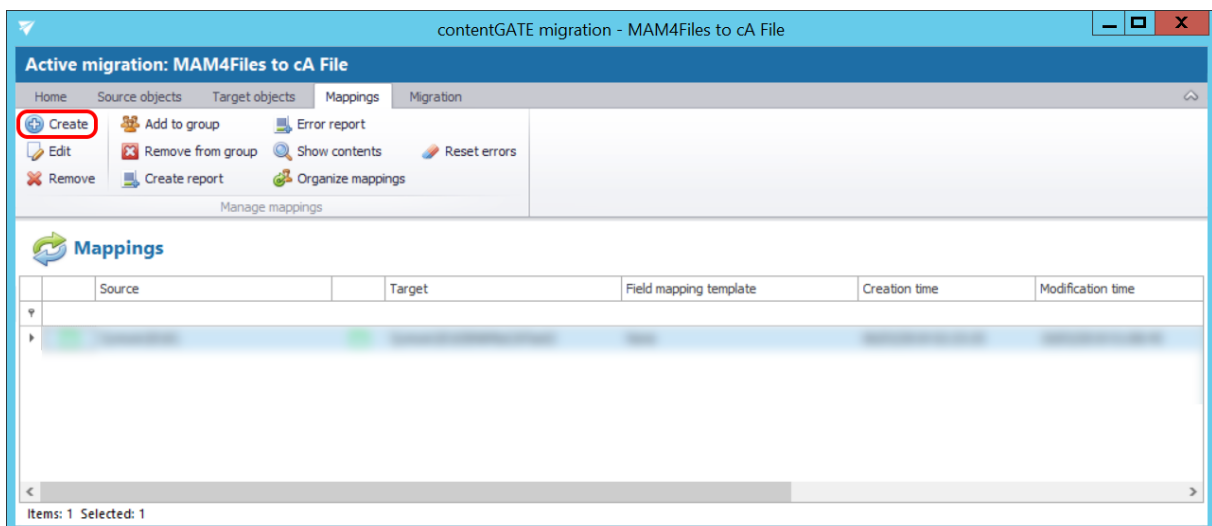 contentGATE migration - MAM4Files to cA File
Active migration: MAM4Files to cA File
Home Source objects Target objects Mappings Migration
Create Add to group Error report
Edit Remove from group Show contents Reset errors
Remove Create report Organize mappings
Manage mappings
Mappings
Source Target Field mapping template Creation time Modification time
Items: 1 Selected: 1